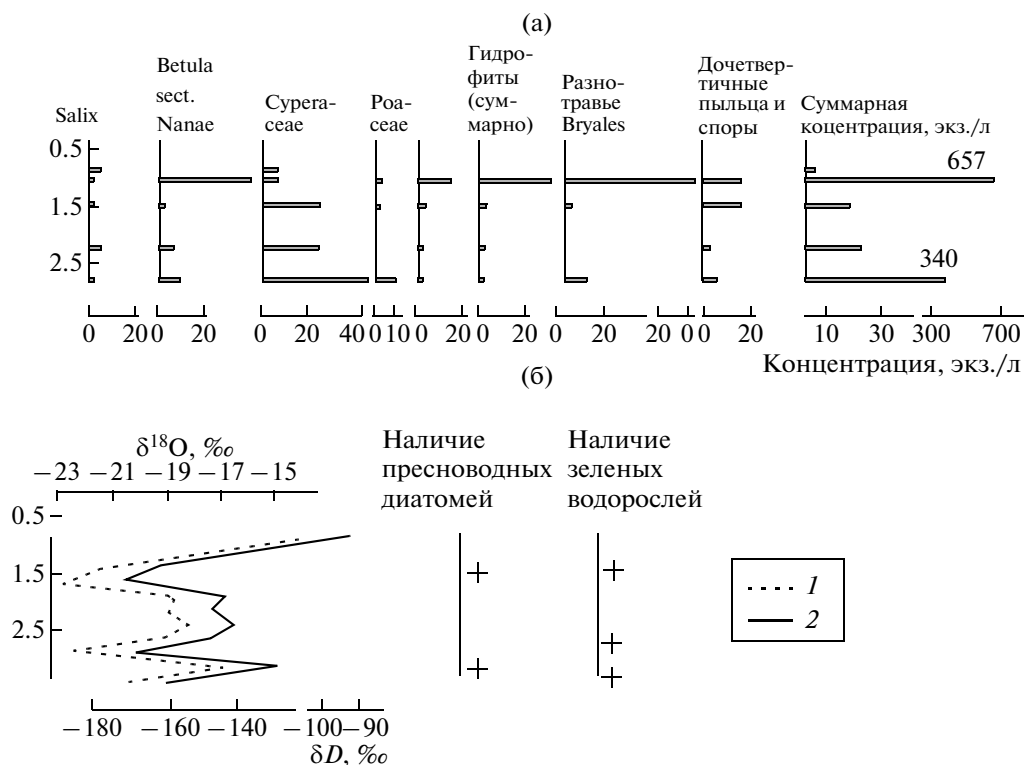 (а)
Salix
Betula
sect.
Nanae
Cypera-
ceae
Poa-
ceae
Гидро-
фиты
(сум-
марно)
Разно-
травье
Bryales
Дочетвер-
тичные
пыльца и
споры
Суммарная
коцентрация, экз./л
0.5
1.5
2.5
657
340
0 20 0 20 0 20 40 0 10 0 20 0 20 0 20 20 0 0 20 10 30 300 700
Концентрация, экз./л
(б)
δ¹⁸O, ‰
−23 −21 −19 −17 −15
0.5
1.5
2.5
−180 −160 −140 −100 −90
δD, ‰
Наличие
пресноводных
диатомей
Наличие
зеленых
водорослей
1
2